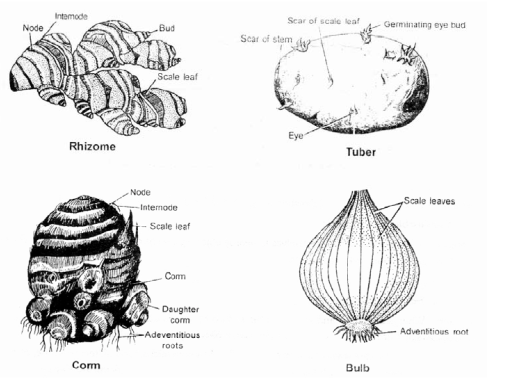 Node
Internode
Bud
Scale leaf
Rhizome
Scar of scale leaf
Germinating eye bud
Scar of stem
Eye
Tuber
Node
Internode
Scale leaf
Corm
Daughter
corm
Adeventitious
roots
Corm
Scale leaves
Adventitious root
Bulb